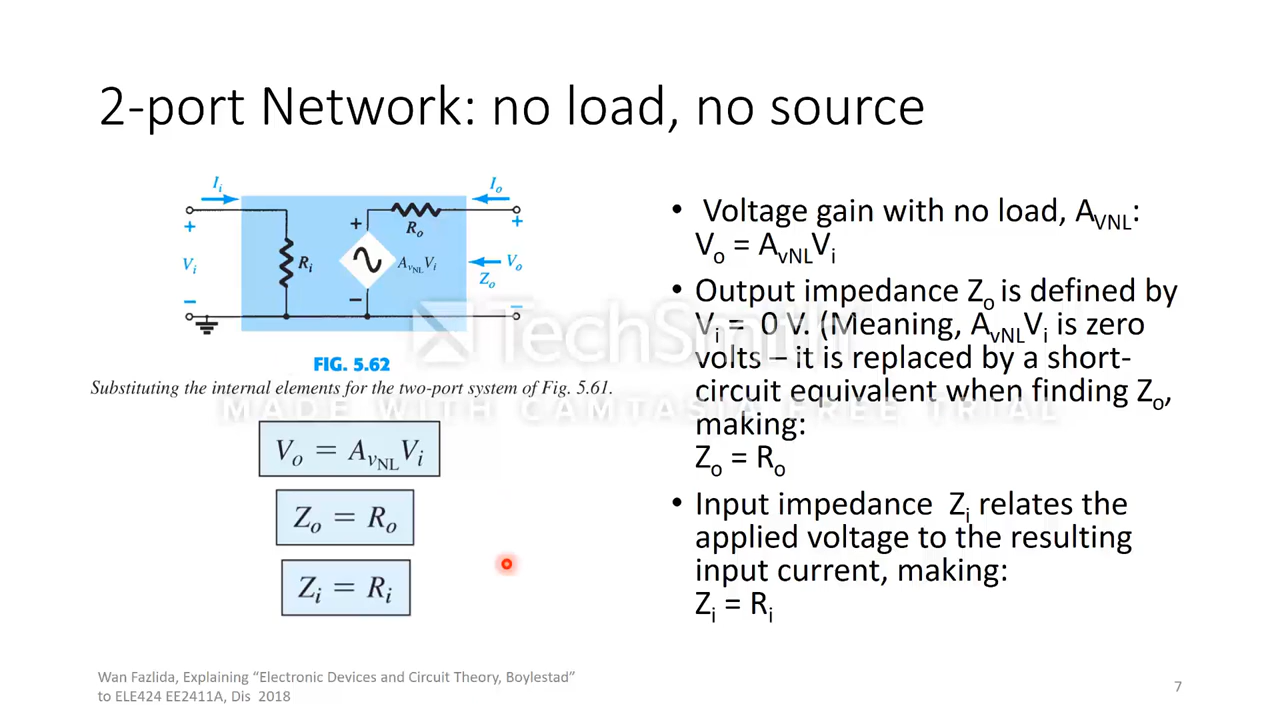 2-port Network: no load, no source
Ii
Io
+
Vi
–
Ri
+
–
Ro
AvNLVi
+
Vo
Zo
–
FIG. 5.62
Substituting the internal elements for the two-port system of Fig. 5.61.
Vo = AvNLVi
Zo = Ro
Zi = Ri
• Voltage gain with no load, AVNL:
Vo = AvNLVi
• Output impedance Zo is defined by
Vi = 0 V. (Meaning, AvNLVi is zero
volts – it is replaced by a short-
circuit equivalent when finding Zo,
making:
Zo = Ro
• Input impedance Zi relates the
applied voltage to the resulting
input current, making:
Zi = Ri
TechSmith
MADE WITH CAMTASIA FREE TRIAL
Wan Fazlida, Explaining “Electronic Devices and Circuit Theory, Boylestad”
to ELE424 EE2411A, Dis 2018
7